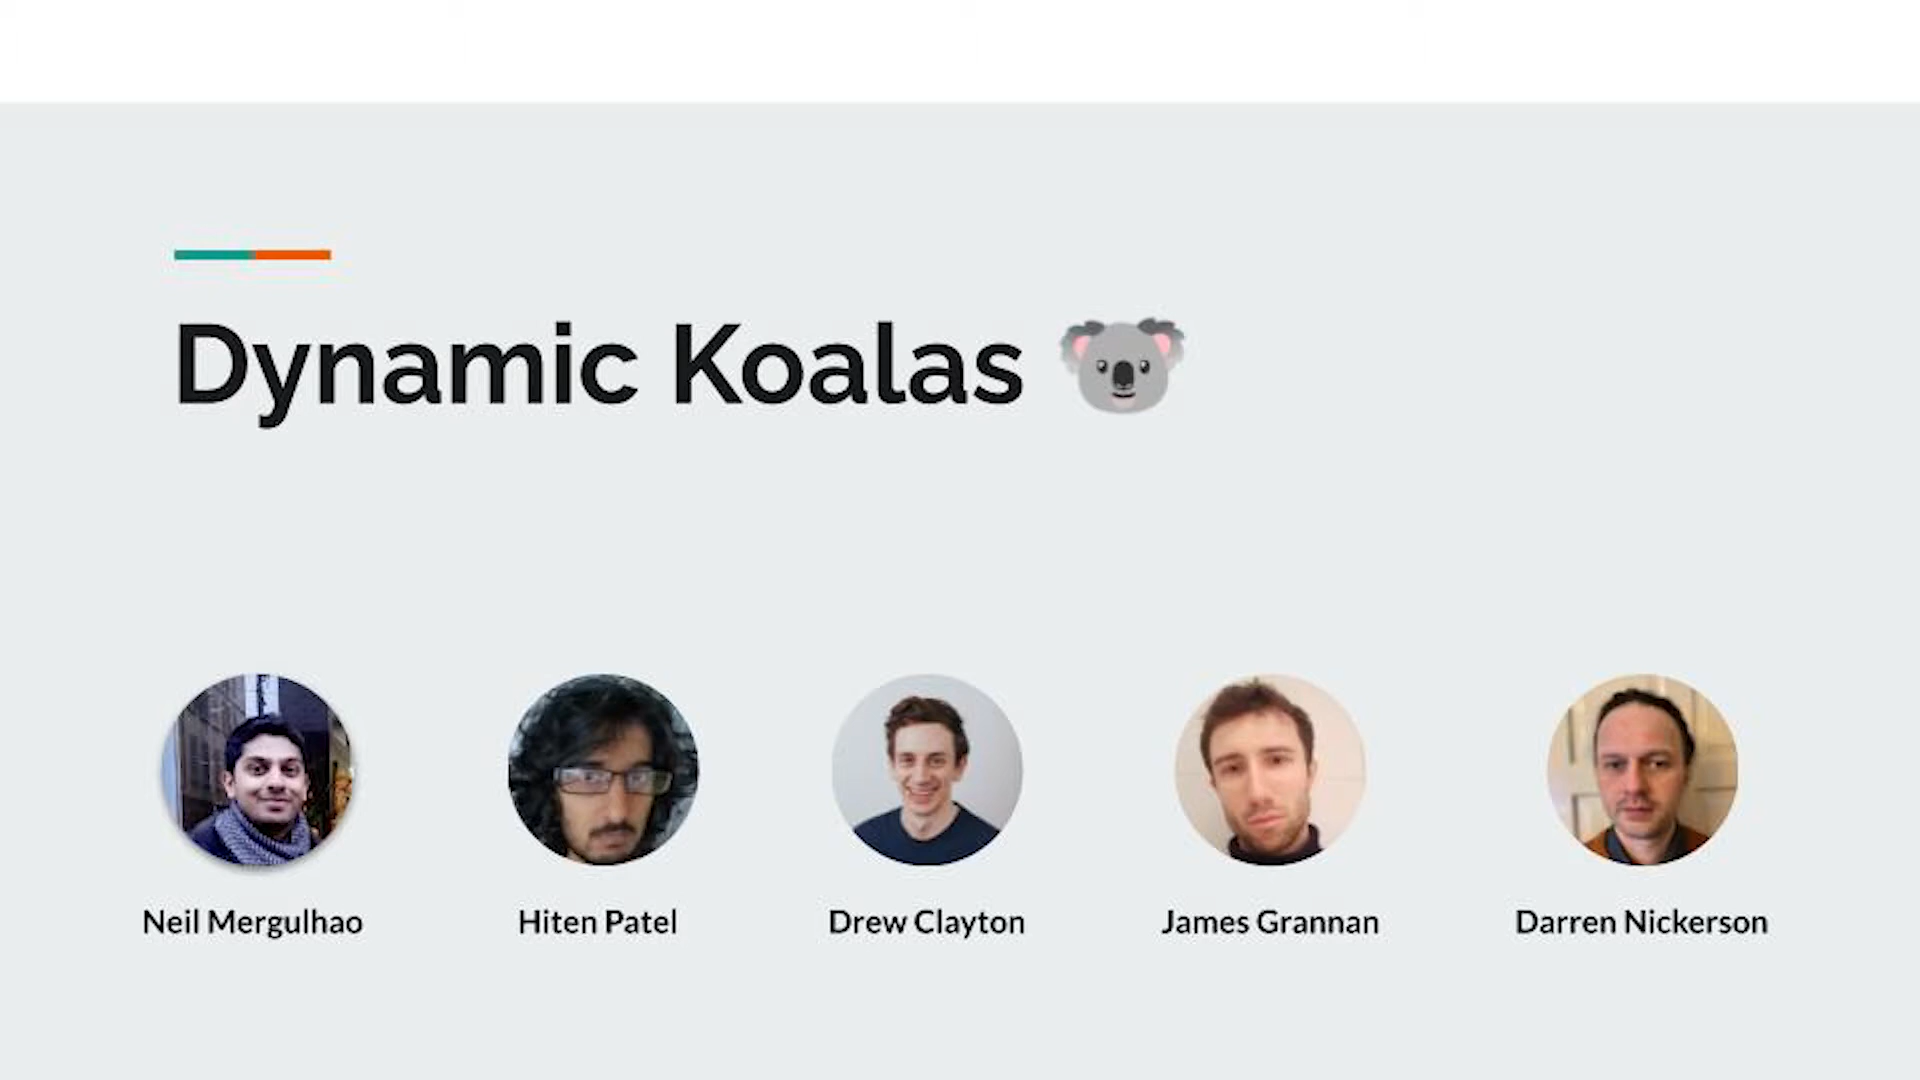 Dynamic Koalas 🐨
Neil Mergulhao
Hiten Patel
Drew Clayton
James Grannan
Darren Nickerson